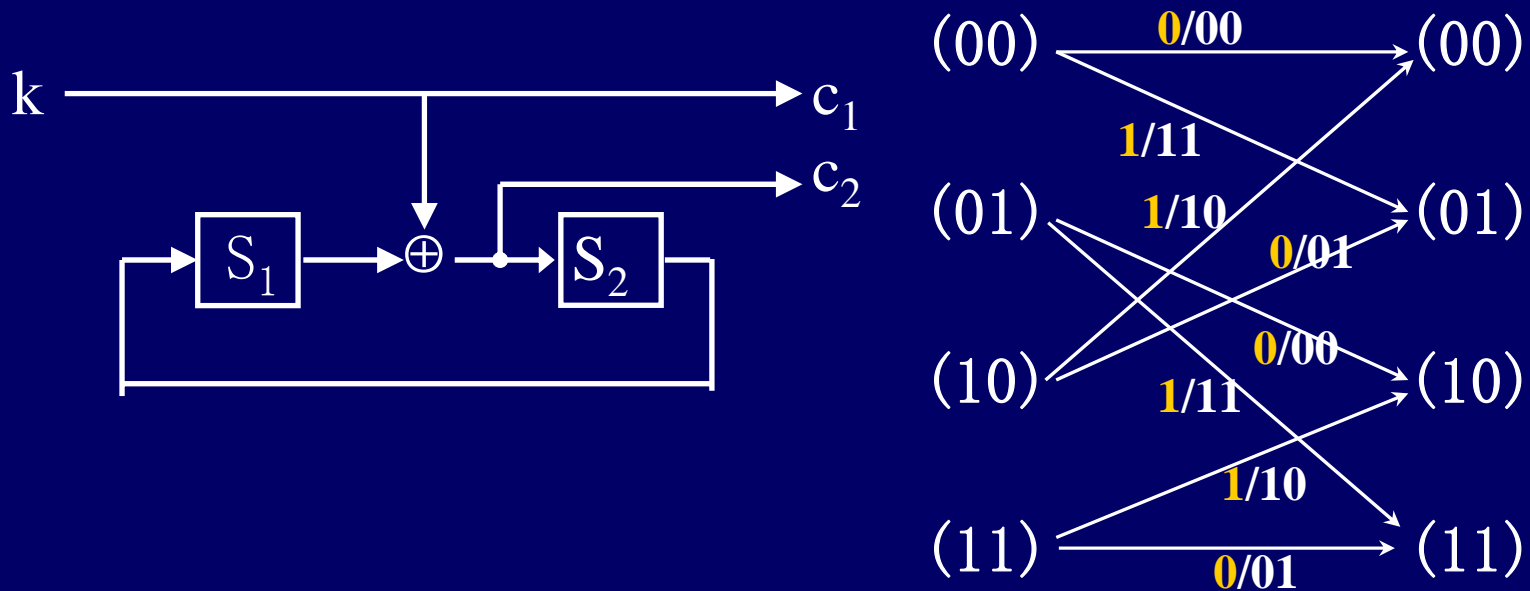 k
c₁
c₂
S₁
⊕
S₂
(00) 0/00 (00)
1/11
(01) 1/10 (01)
0/01
0/00
(10) 1/11 (10)
1/10
(11) 0/01 (11)